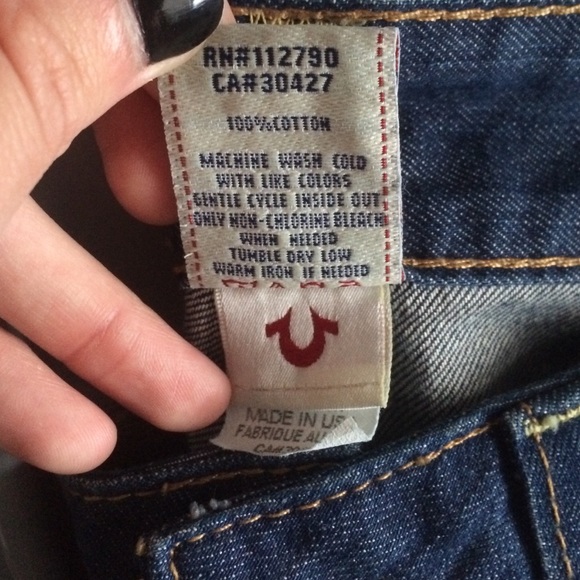 RN#112790
CA#30427
100%COTTON
MACHINE WASH COLD
WITH LIKE COLORS
GENTLE CYCLE INSIDE OUT
ONLY NON-CHLORINE BLEACH
WHEN NEEDED
TUMBLE DRY LOW
WARM IRON IF NEEDED
MADE IN US
FABRIQUE AU